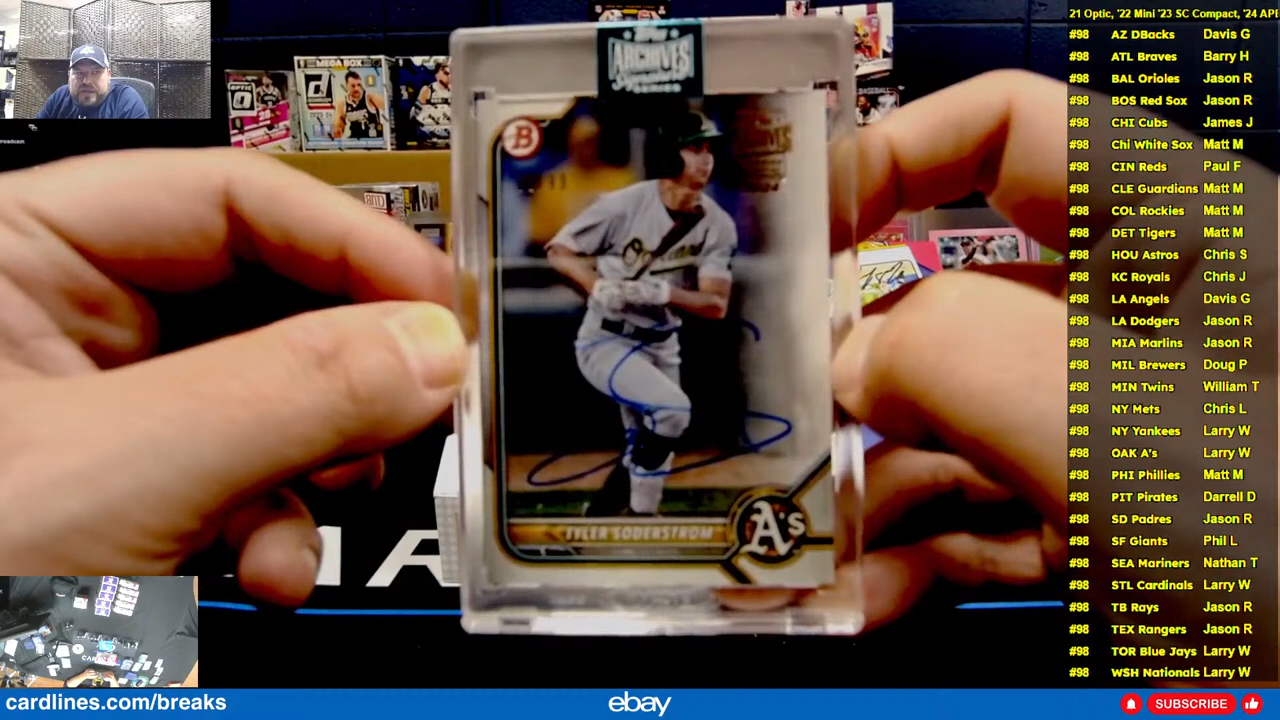 21 Optic, '22 Mini '23 SC Compact, '24 AP
#98 AZ DBacks Davis G
#98 ATL Braves Barry H
#98 BAL Orioles Jason R
#98 BOS Red Sox Jason R
#98 CHI Cubs James J
#98 Chi White Sox Matt M
#98 CIN Reds Paul F
#98 CLE Guardians Matt M
#98 COL Rockies Matt M
#98 DET Tigers Matt M
#98 HOU Astros Chris S
#98 KC Royals Chris J
#98 LA Angels Davis G
#98 LA Dodgers Jason R
#98 MIA Marlins Jason R
#98 MIL Brewers Doug P
#98 MIN Twins William T
#98 NY Mets Chris L
#98 NY Yankees Larry W
#98 OAK A's Larry W
#98 PHI Phillies Matt M
#98 PIT Pirates Darrell D
#98 SD Padres Jason R
#98 SF Giants Phil L
#98 SEA Mariners Nathan T
#98 STL Cardinals Larry W
#98 TB Rays Jason R
#98 TEX Rangers Jason R
#98 TOR Blue Jays Larry W
#98 WSH Nationals Larry W
Topps
ARCHIVES
Signature
SERIES
B
MEGA BOX
OPTIC
TYLER SODERSTROM
A's
cardlines.com/breaks
ebay
SUBSCRIBE